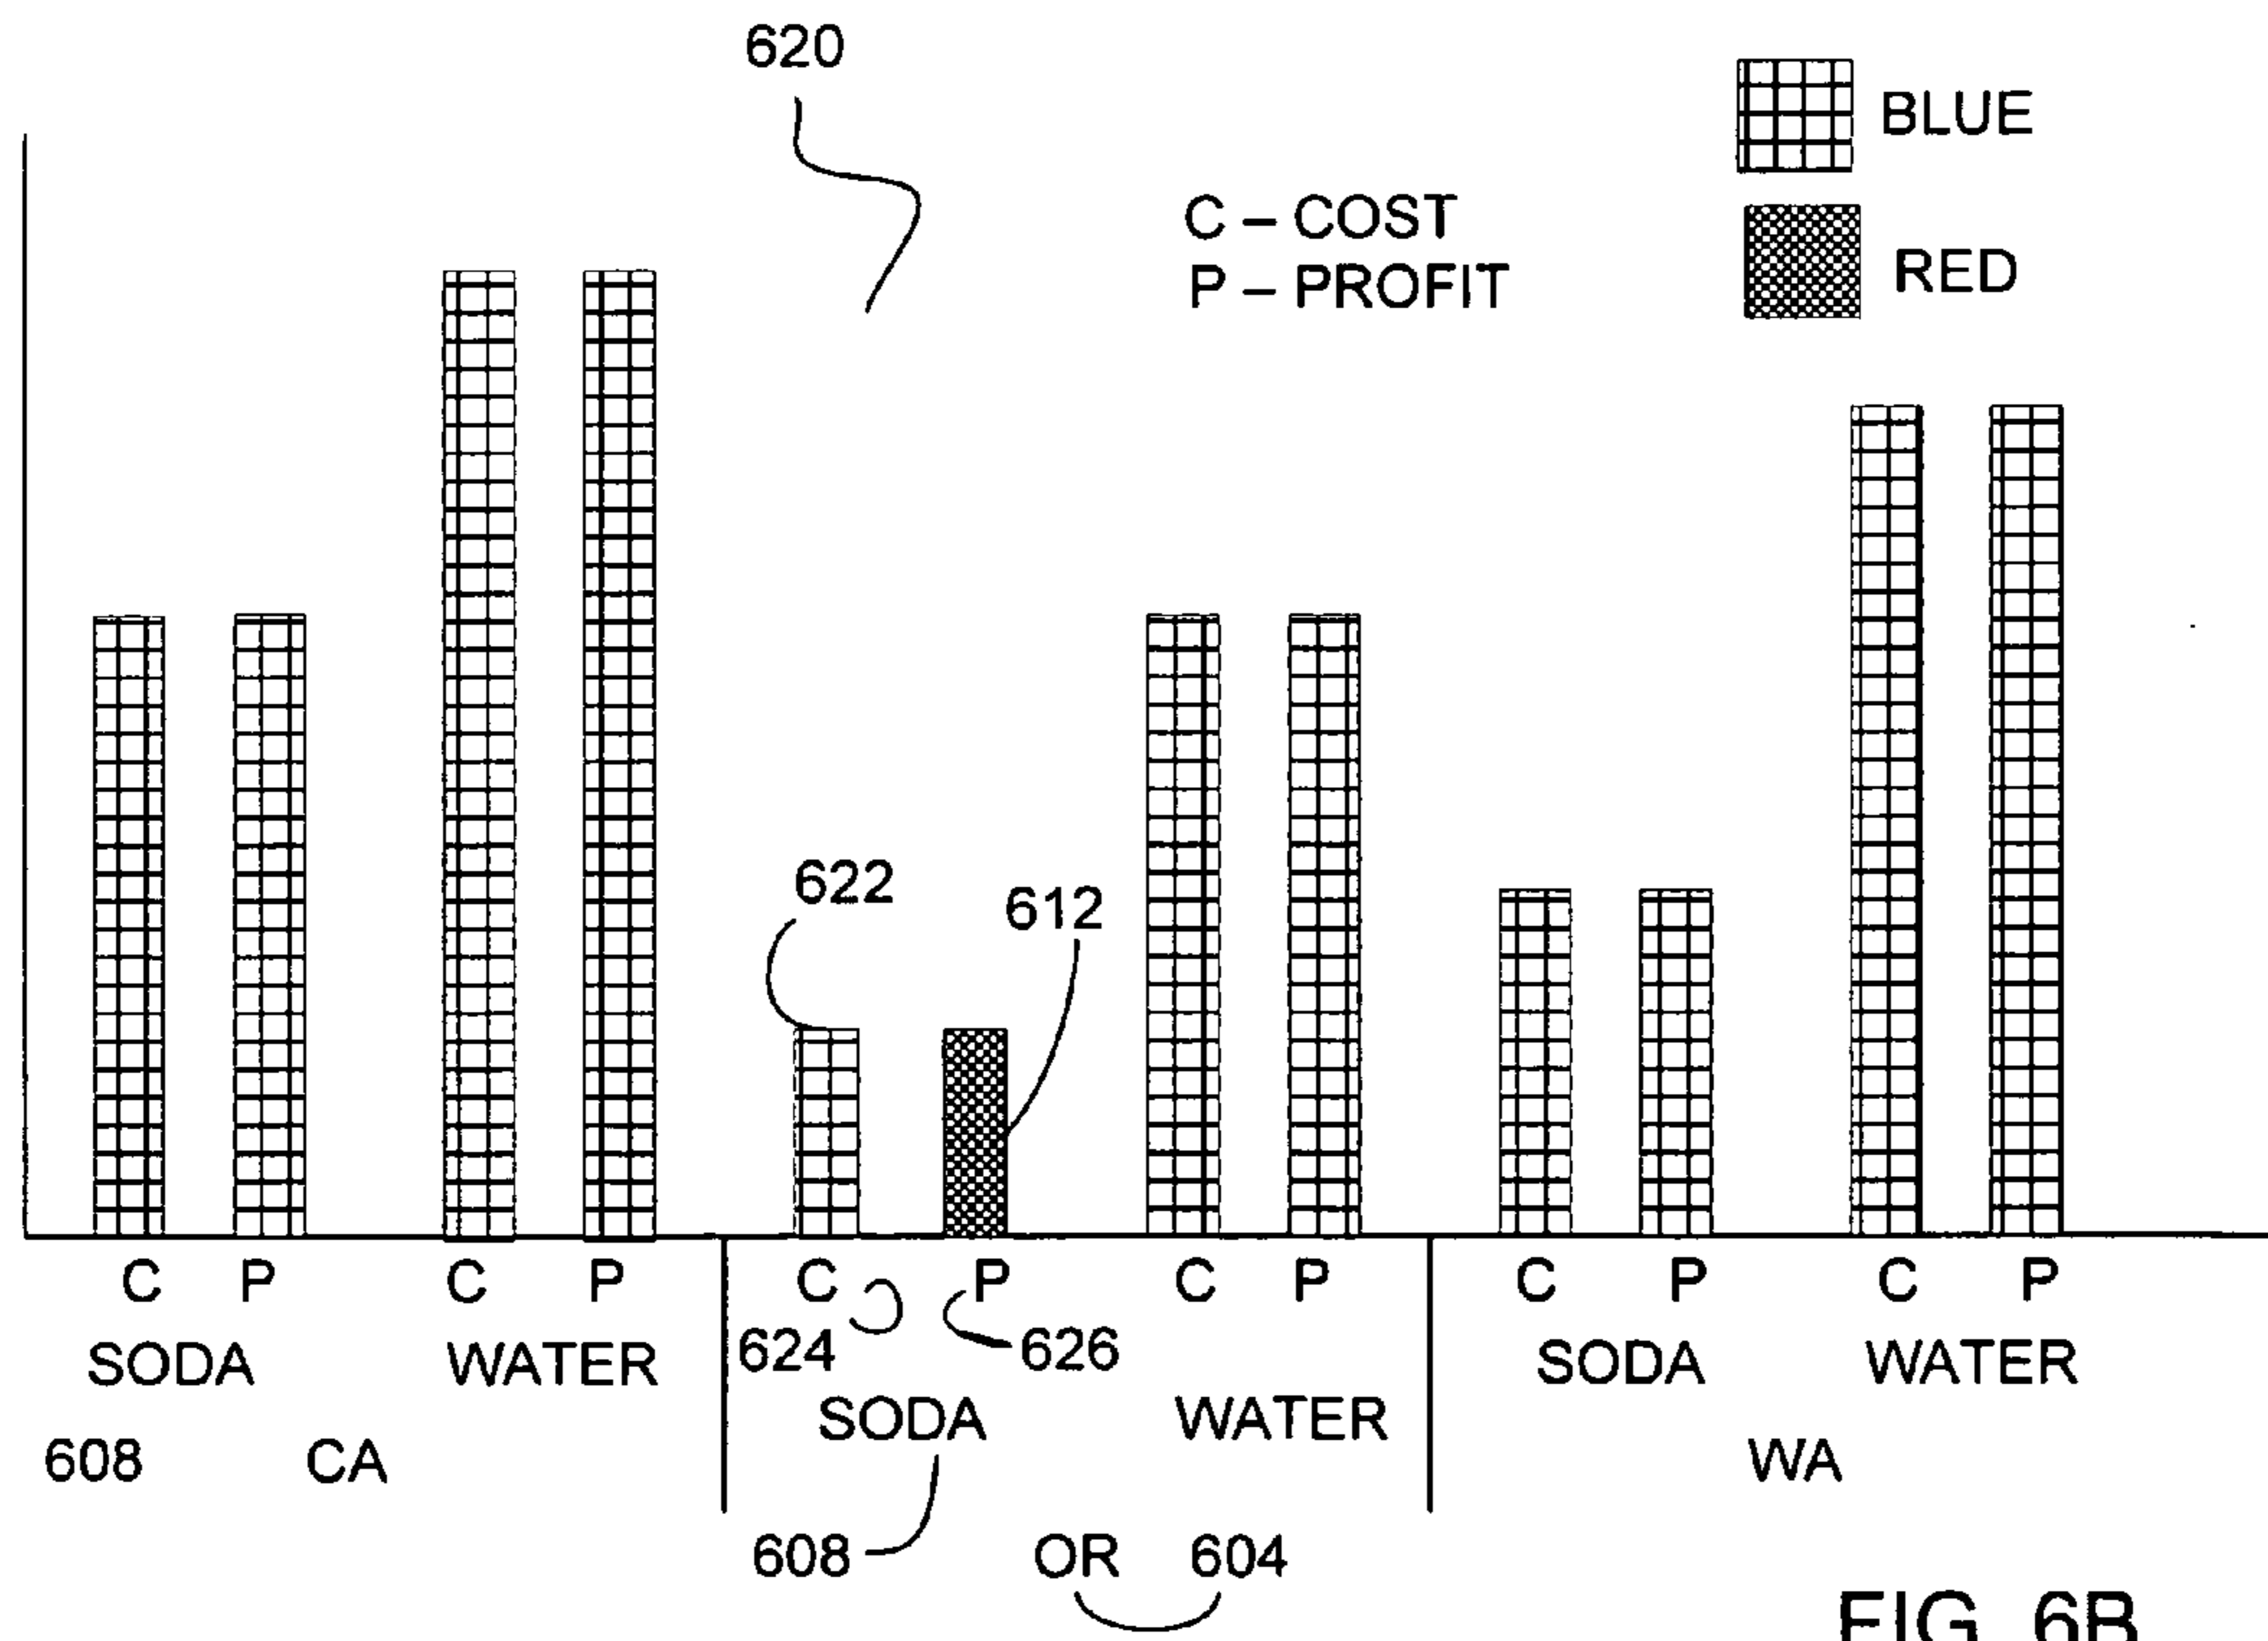 620
BLUE
C – COST
P – PROFIT
RED
622
612
C P C P C P C P C P C P
624 626
SODA WATER SODA WATER
SODA WATER
608 CA WA
608 OR 604
FIG. 6B